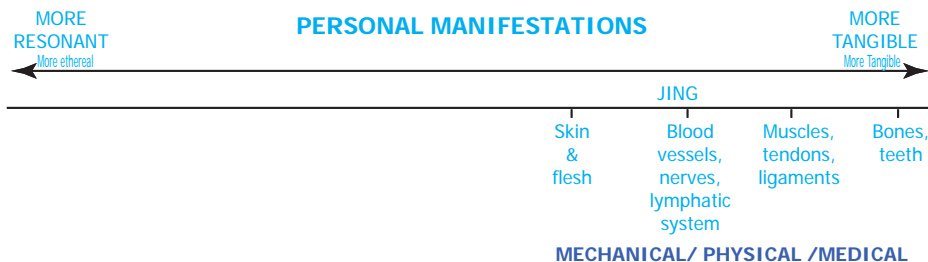 MORE
RESONANT
More ethereal
PERSONAL MANIFESTATIONS
MORE
TANGIBLE
More Tangible
JING
Skin
&
flesh
Blood
vessels,
nerves,
lymphatic
system
Muscles,
tendons,
ligaments
Bones,
teeth
MECHANICAL/ PHYSICAL /MEDICAL